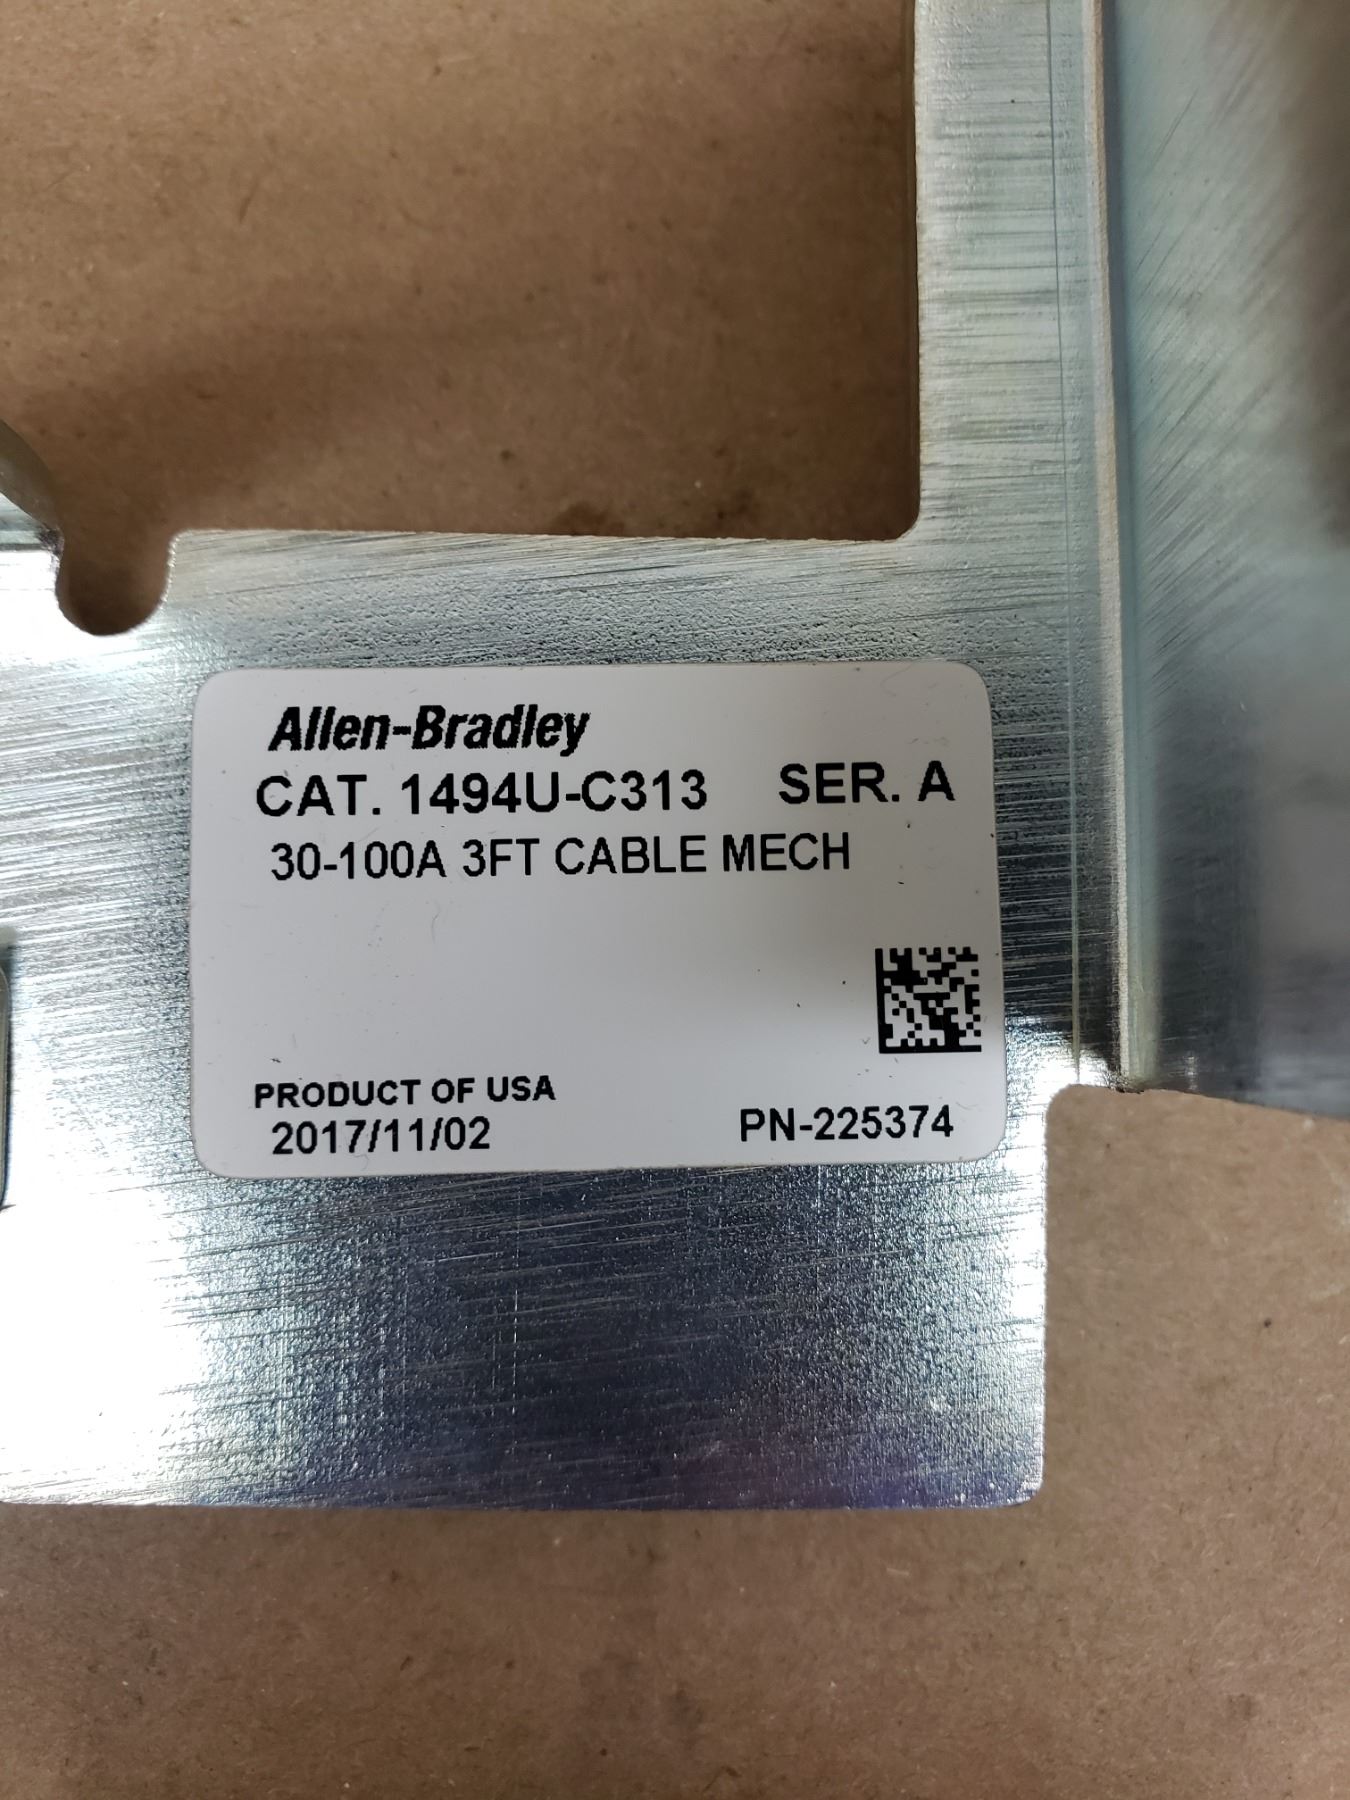 Allen-Bradley
CAT. 1494U-C313 SER. A
30-100A 3FT CABLE MECH
PRODUCT OF USA
2017/11/02 PN-225374